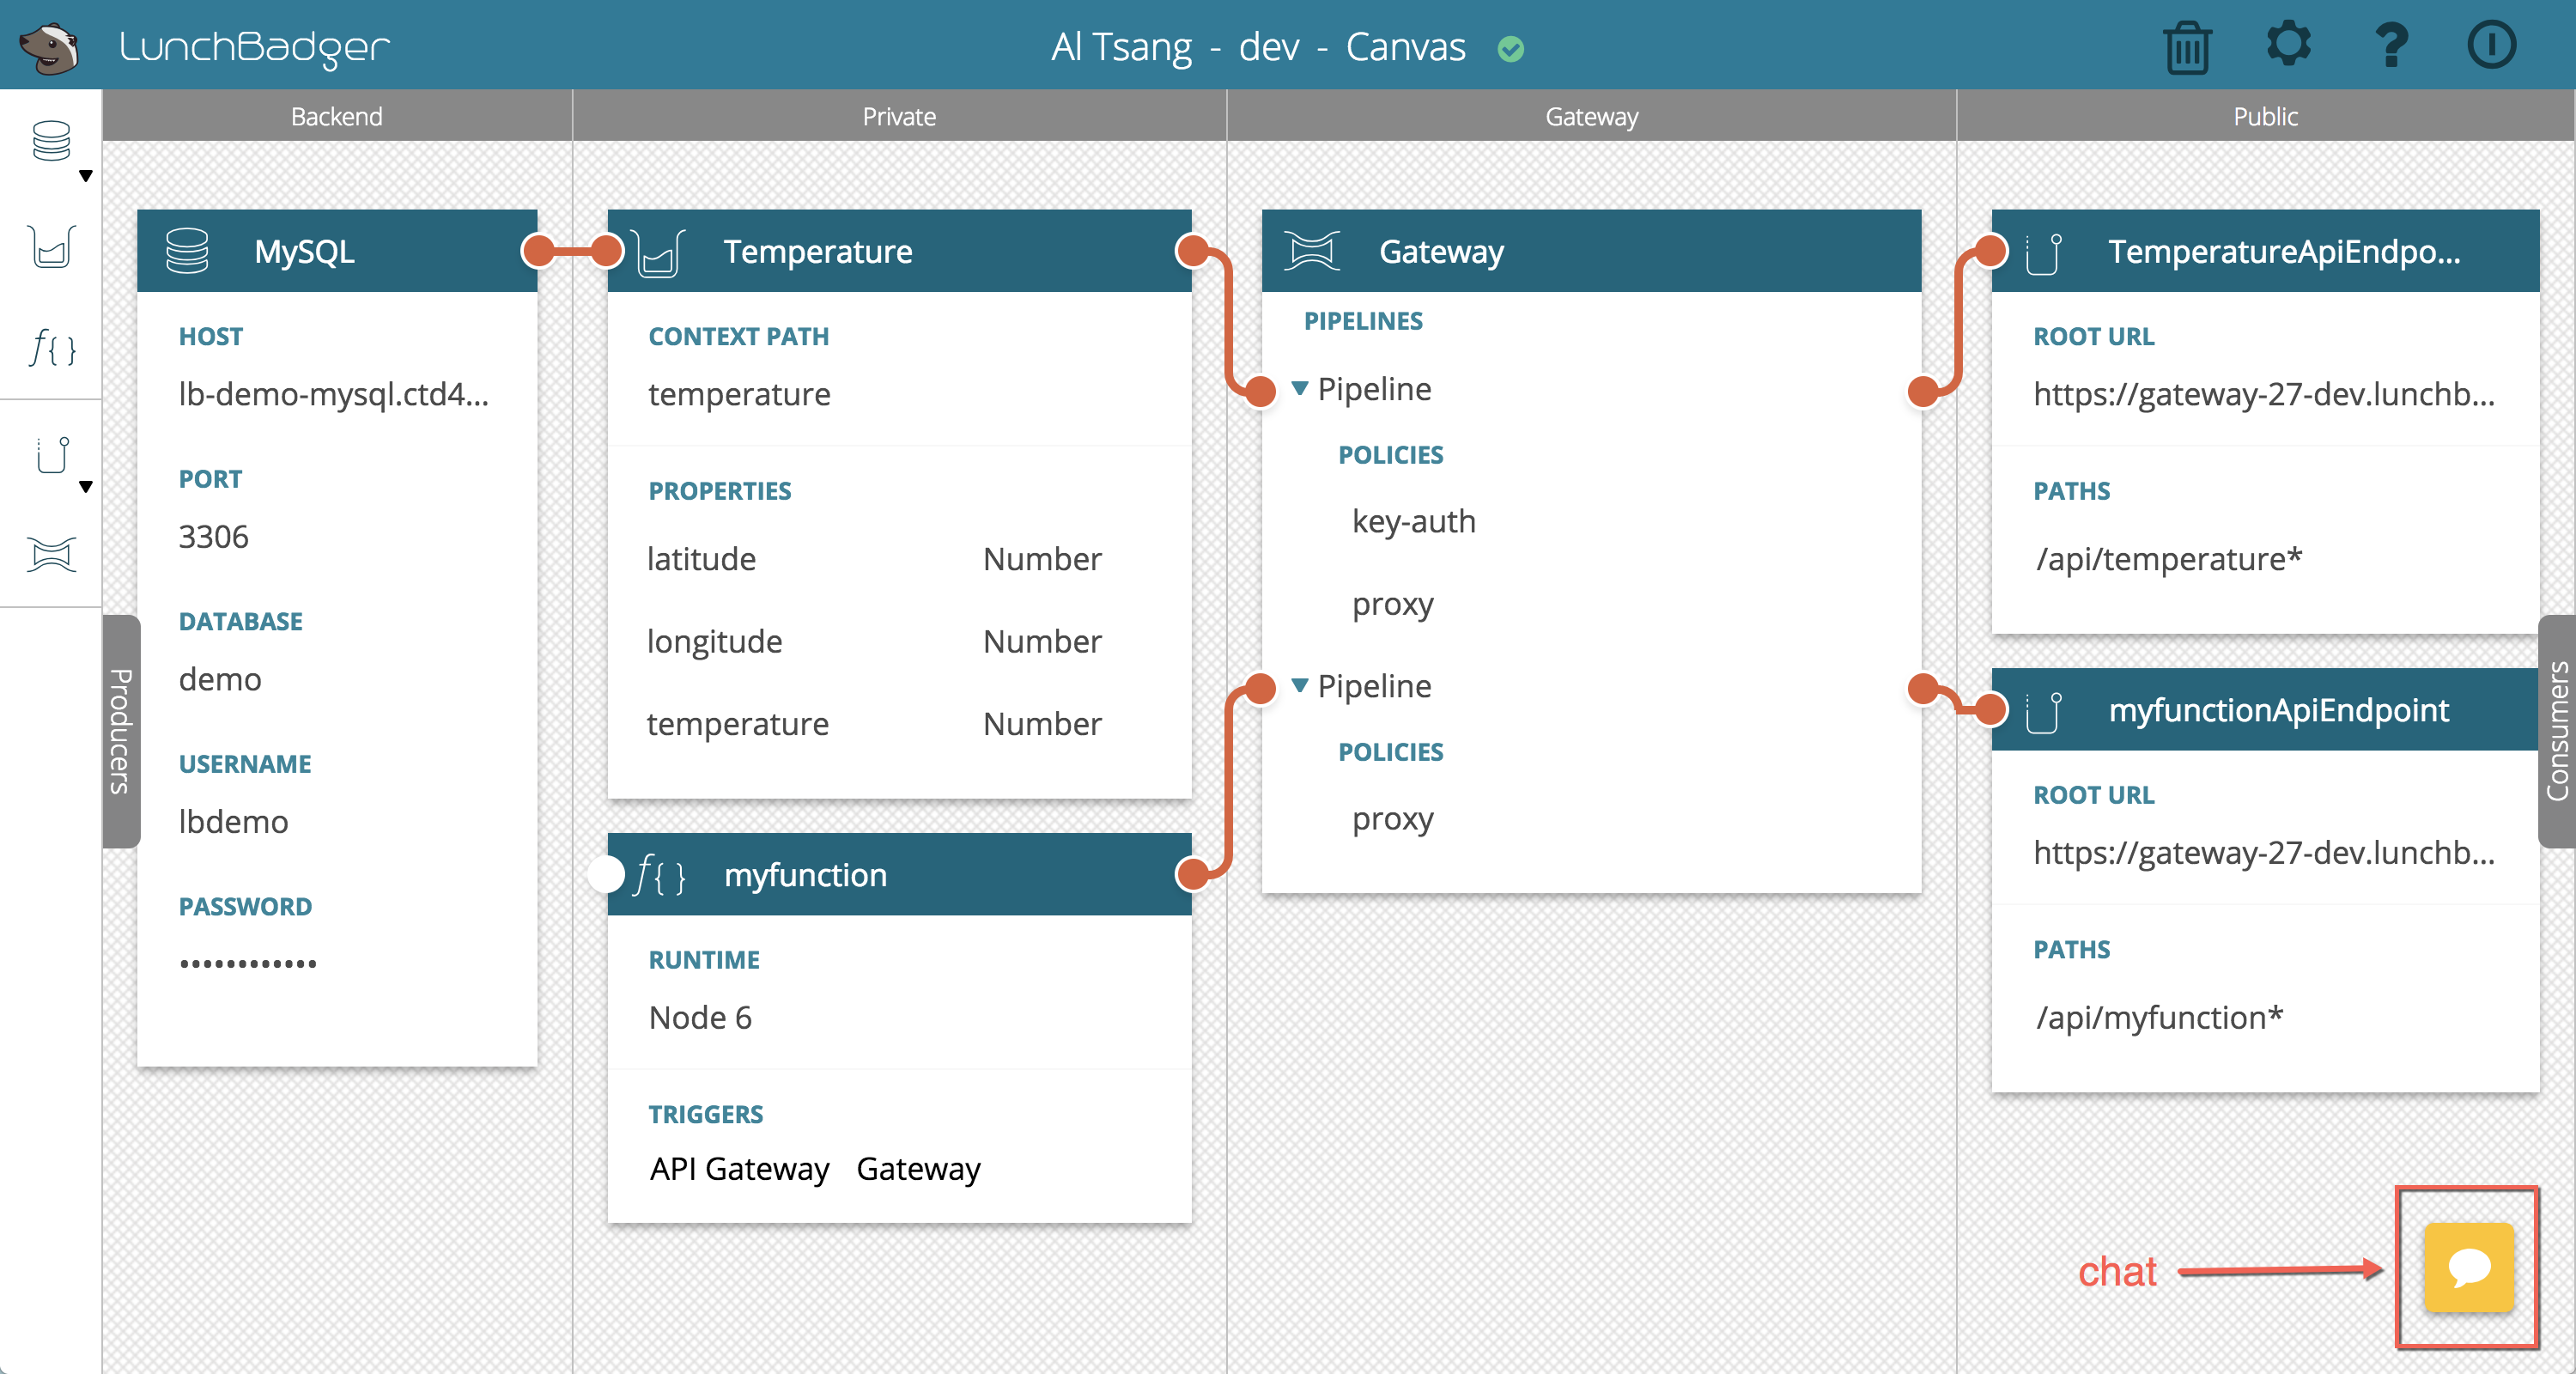 LunchBadger
Al Tsang - dev - Canvas
Backend
Private
Gateway
Public
Producers
MySQL
HOST
lb-demo-mysql.ctd4...
PORT
3306
DATABASE
demo
USERNAME
lbdemo
PASSWORD
••••••••••••
Temperature
CONTEXT PATH
temperature
PROPERTIES
latitude Number
longitude Number
temperature Number
f{ } myfunction
RUNTIME
Node 6
TRIGGERS
API Gateway Gateway
Gateway
PIPELINES
Pipeline
POLICIES
key-auth
proxy
Pipeline
POLICIES
proxy
TemperatureApiEndpo...
ROOT URL
https://gateway-27-dev.lunchb...
PATHS
/api/temperature*
myfunctionApiEndpoint
ROOT URL
https://gateway-27-dev.lunchb...
PATHS
/api/myfunction*
Consumers
chat
f{ }